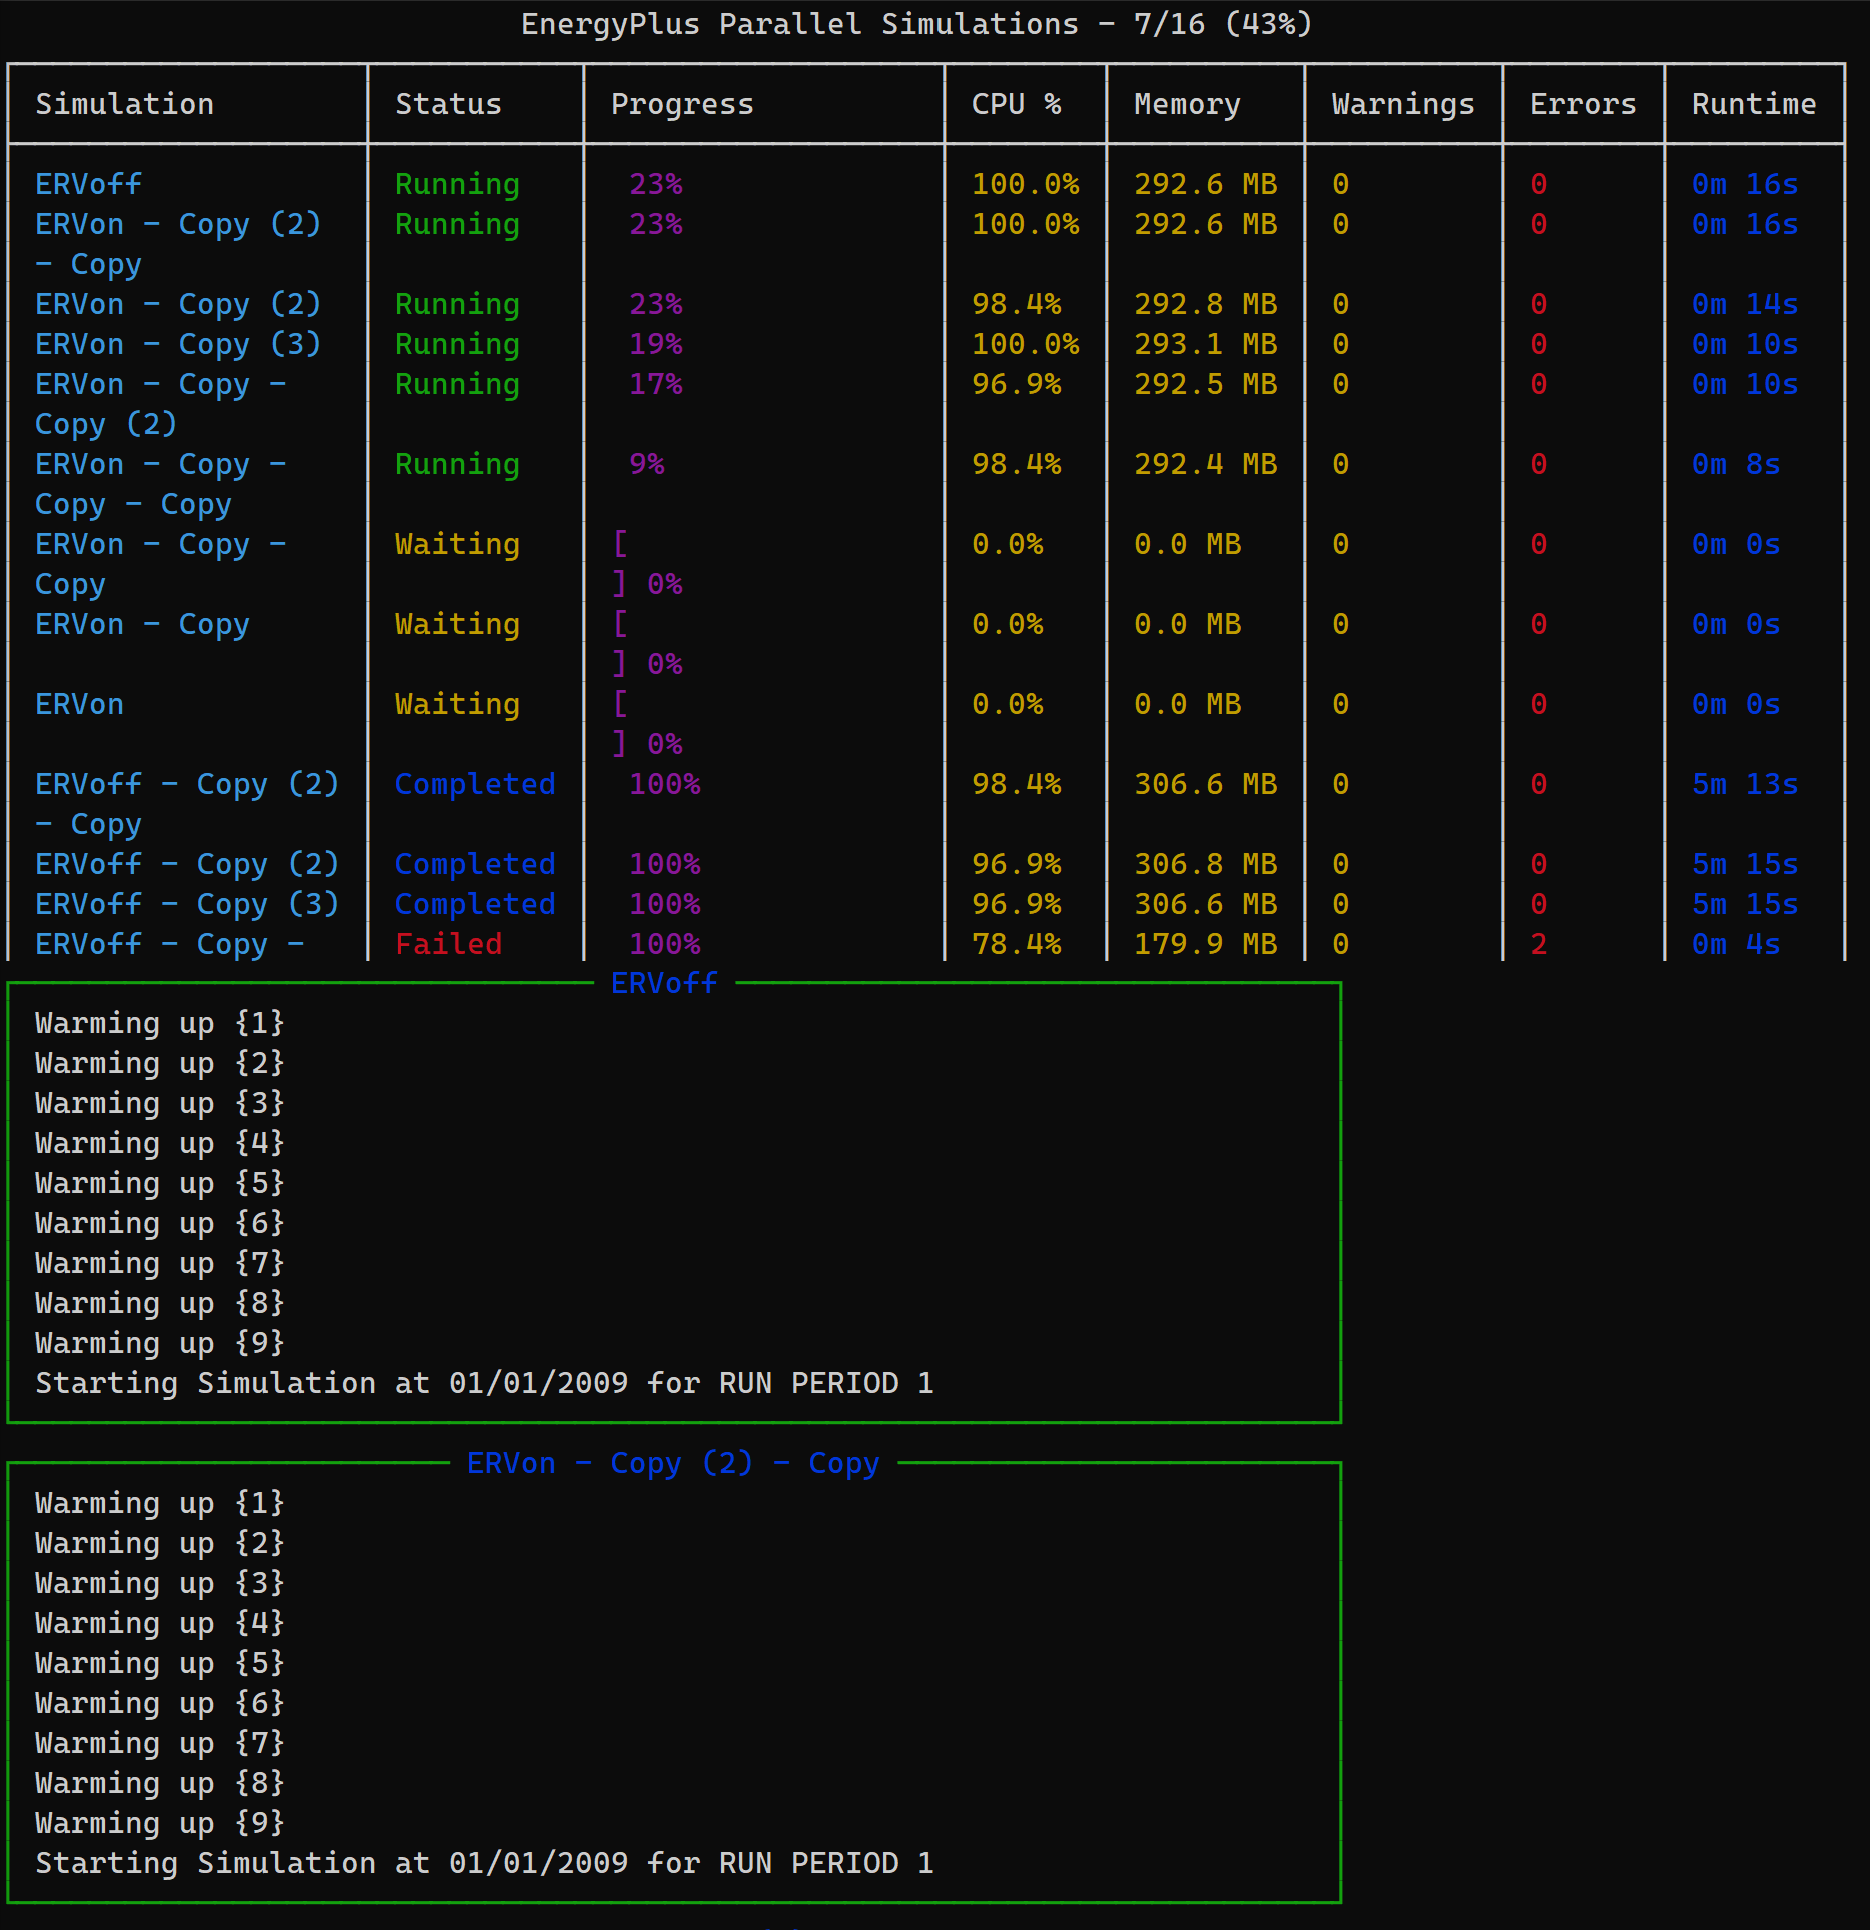 EnergyPlus Parallel Simulations - 7/16 (43%)
Simulation Status Progress CPU % Memory Warnings Errors Runtime
ERVoff Running 23% 100.0% 292.6 MB 0 0 0m 16s
ERVon - Copy (2) Running 23% 100.0% 292.6 MB 0 0 0m 16s
- Copy
ERVon - Copy (2) Running 23% 98.4% 292.8 MB 0 0 0m 14s
ERVon - Copy (3) Running 19% 100.0% 293.1 MB 0 0 0m 10s
ERVon - Copy - Running 17% 96.9% 292.5 MB 0 0 0m 10s
Copy (2)
ERVon - Copy - Running 9% 98.4% 292.4 MB 0 0 0m 8s
Copy - Copy
ERVon - Copy - Waiting [ 0.0% 0.0 MB 0 0 0m 0s
Copy ] 0%
ERVon - Copy Waiting [ 0.0% 0.0 MB 0 0 0m 0s
] 0%
ERVon Waiting [ 0.0% 0.0 MB 0 0 0m 0s
] 0%
ERVoff - Copy (2) Completed 100% 98.4% 306.6 MB 0 0 5m 13s
- Copy
ERVoff - Copy (2) Completed 100% 96.9% 306.8 MB 0 0 5m 15s
ERVoff - Copy (3) Completed 100% 96.9% 306.6 MB 0 0 5m 15s
ERVoff - Copy - Failed 100% 78.4% 179.9 MB 0 2 0m 4s
ERVoff
Warming up {1}
Warming up {2}
Warming up {3}
Warming up {4}
Warming up {5}
Warming up {6}
Warming up {7}
Warming up {8}
Warming up {9}
Starting Simulation at 01/01/2009 for RUN PERIOD 1
ERVon - Copy (2) - Copy
Warming up {1}
Warming up {2}
Warming up {3}
Warming up {4}
Warming up {5}
Warming up {6}
Warming up {7}
Warming up {8}
Warming up {9}
Starting Simulation at 01/01/2009 for RUN PERIOD 1